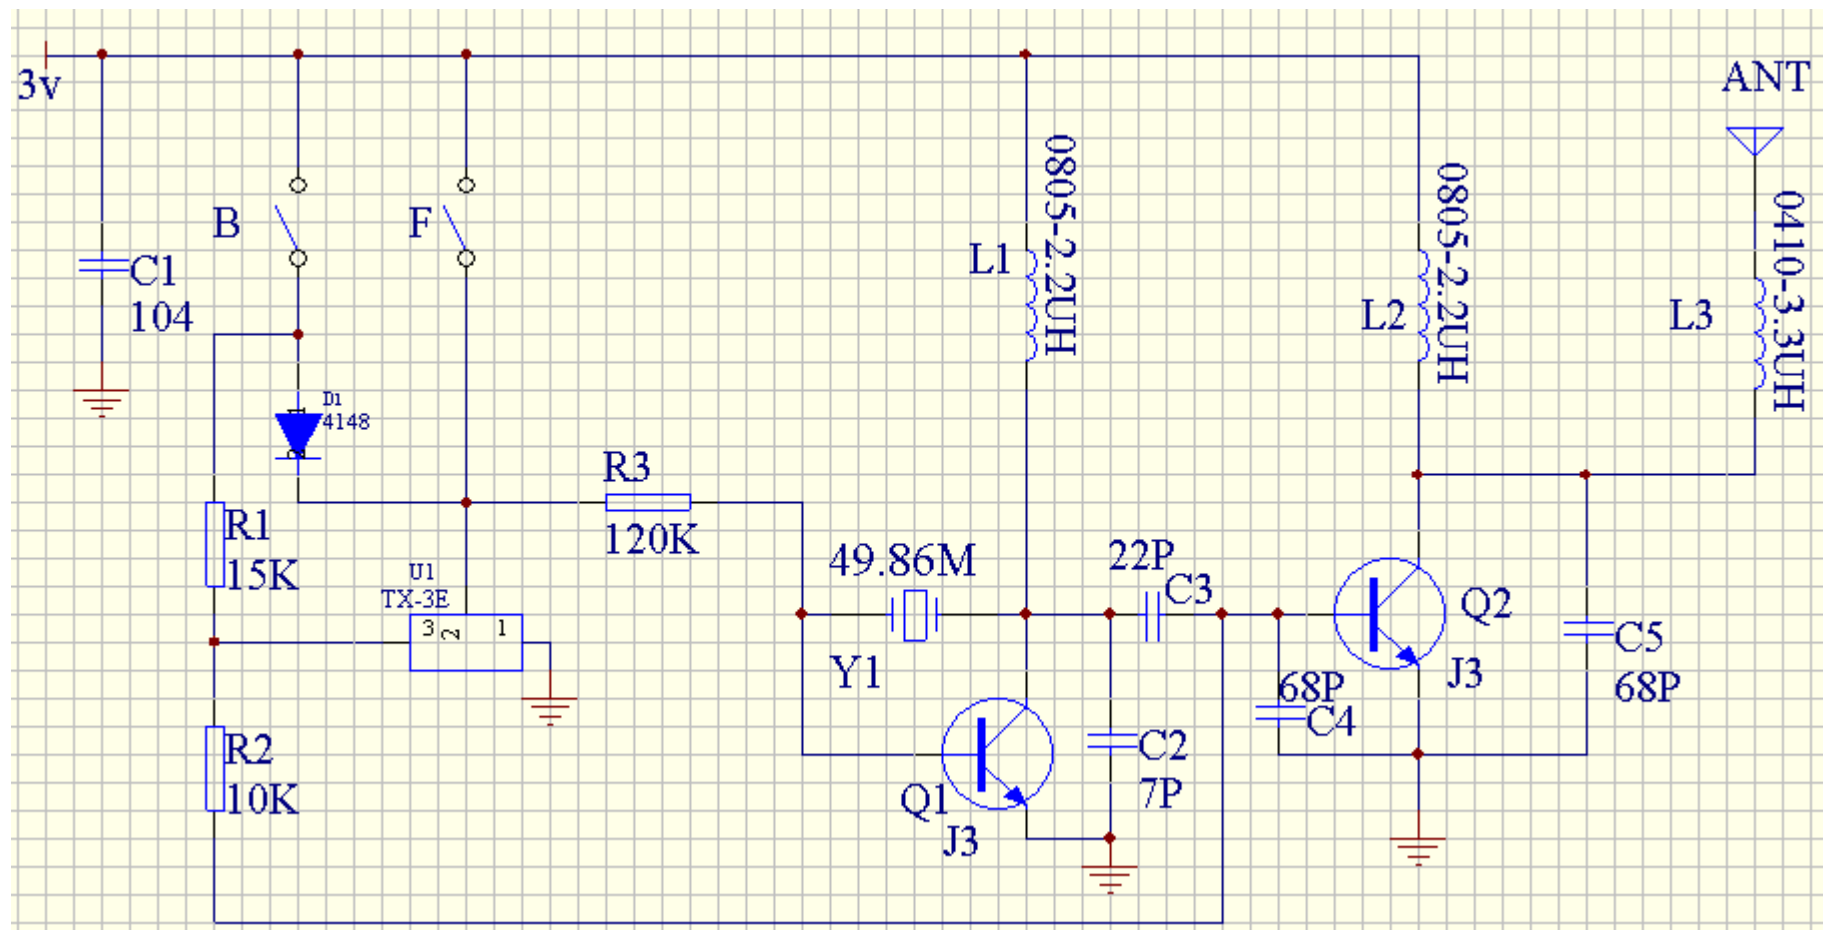 3v
ANT
B
F
C1
104
L1
0805-2.2UH
L2
0805-2.2UH
L3
0410-3.3UH
1
D1
4148
2
R3
120K
R1
15K
U1
TX-3E
3
2
1
49.86M
Y1
22P
C3
Q2
J3
C5
68P
68P
C4
R2
10K
Q1
J3
C2
7P